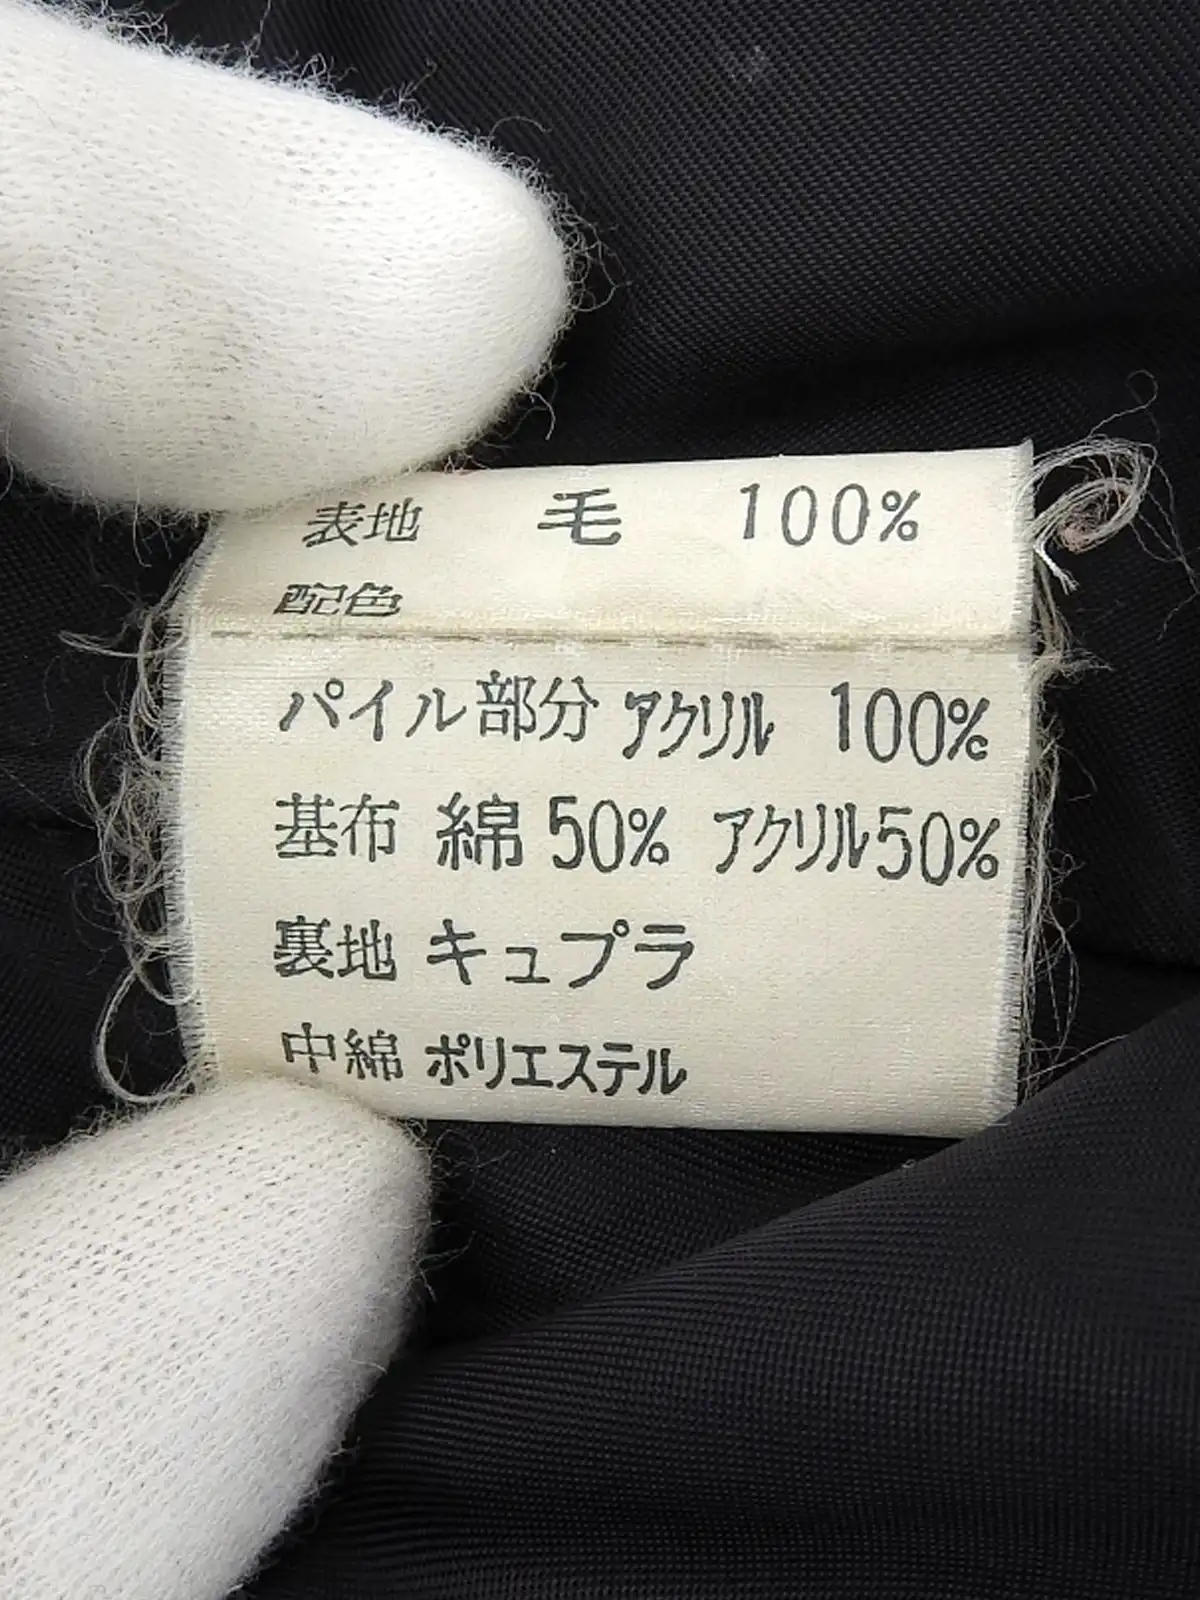 表地 毛 100%
配色
パイル部分 アクリル 100%
基布 綿 50% アクリル 50%
裏地 キュプラ
中綿 ポリエステル